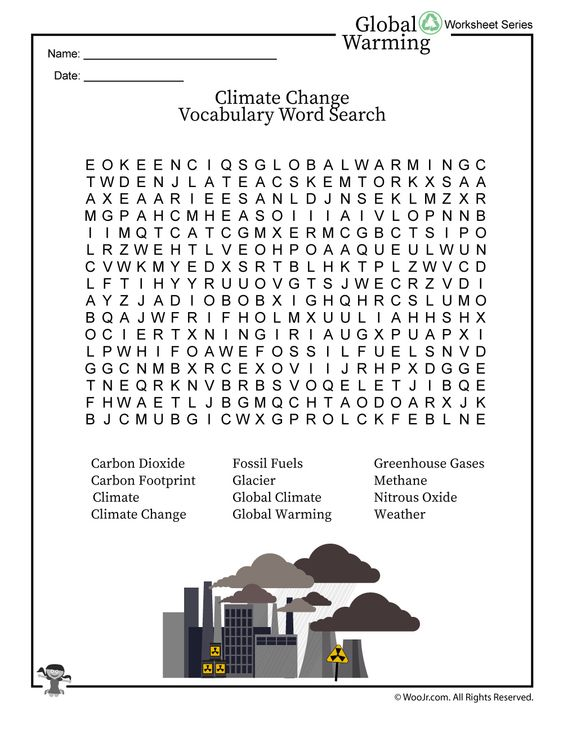 Global
Warming
Worksheet Series
Name:
Date:
Climate Change
Vocabulary Word Search
E O K E E N C I Q S G L O B A L W A R M I N G C
T W D E N J L A T E A C S K E M T O R K X S A A
A X E A A R I E E S A N L D J N S E K L M Z X R
M G P A H C M H E A S O I I I A I V L O P N N B
I I M Q T C A T C G M X E R M C G B C T S I P O
L R Z W E H T L V E O H P O A A Q U E U L W U N
C V W K M Y E D X S R T B L H K T P L Z W V C D
L F T I H Y Y R U U O V G T S J W E C R Z V D I
A Y Z J A D I O B O B X I G H Q H R C S L U M O
B Q A J W F R I F H O L M X U U L I A H H S H X
O C I E R T X N I N G I R I A U G X P U A P X I
L P W H I F O A W E F O S S I L F U E L S N V D
G G C N M B X R C E X O V I I J R H P X D G G E
T N E Q R K N V B R B S V O Q E L E T J I B Q E
F H W A E T L J B G M Q C H T A O D O A R X J K
B J C M U B G I C W X G P R O L C K F E B L N E
Carbon Dioxide
Carbon Footprint
Climate
Climate Change
Fossil Fuels
Glacier
Global Climate
Global Warming
Greenhouse Gases
Methane
Nitrous Oxide
Weather
© WooJr.com. All Rights Reserved.